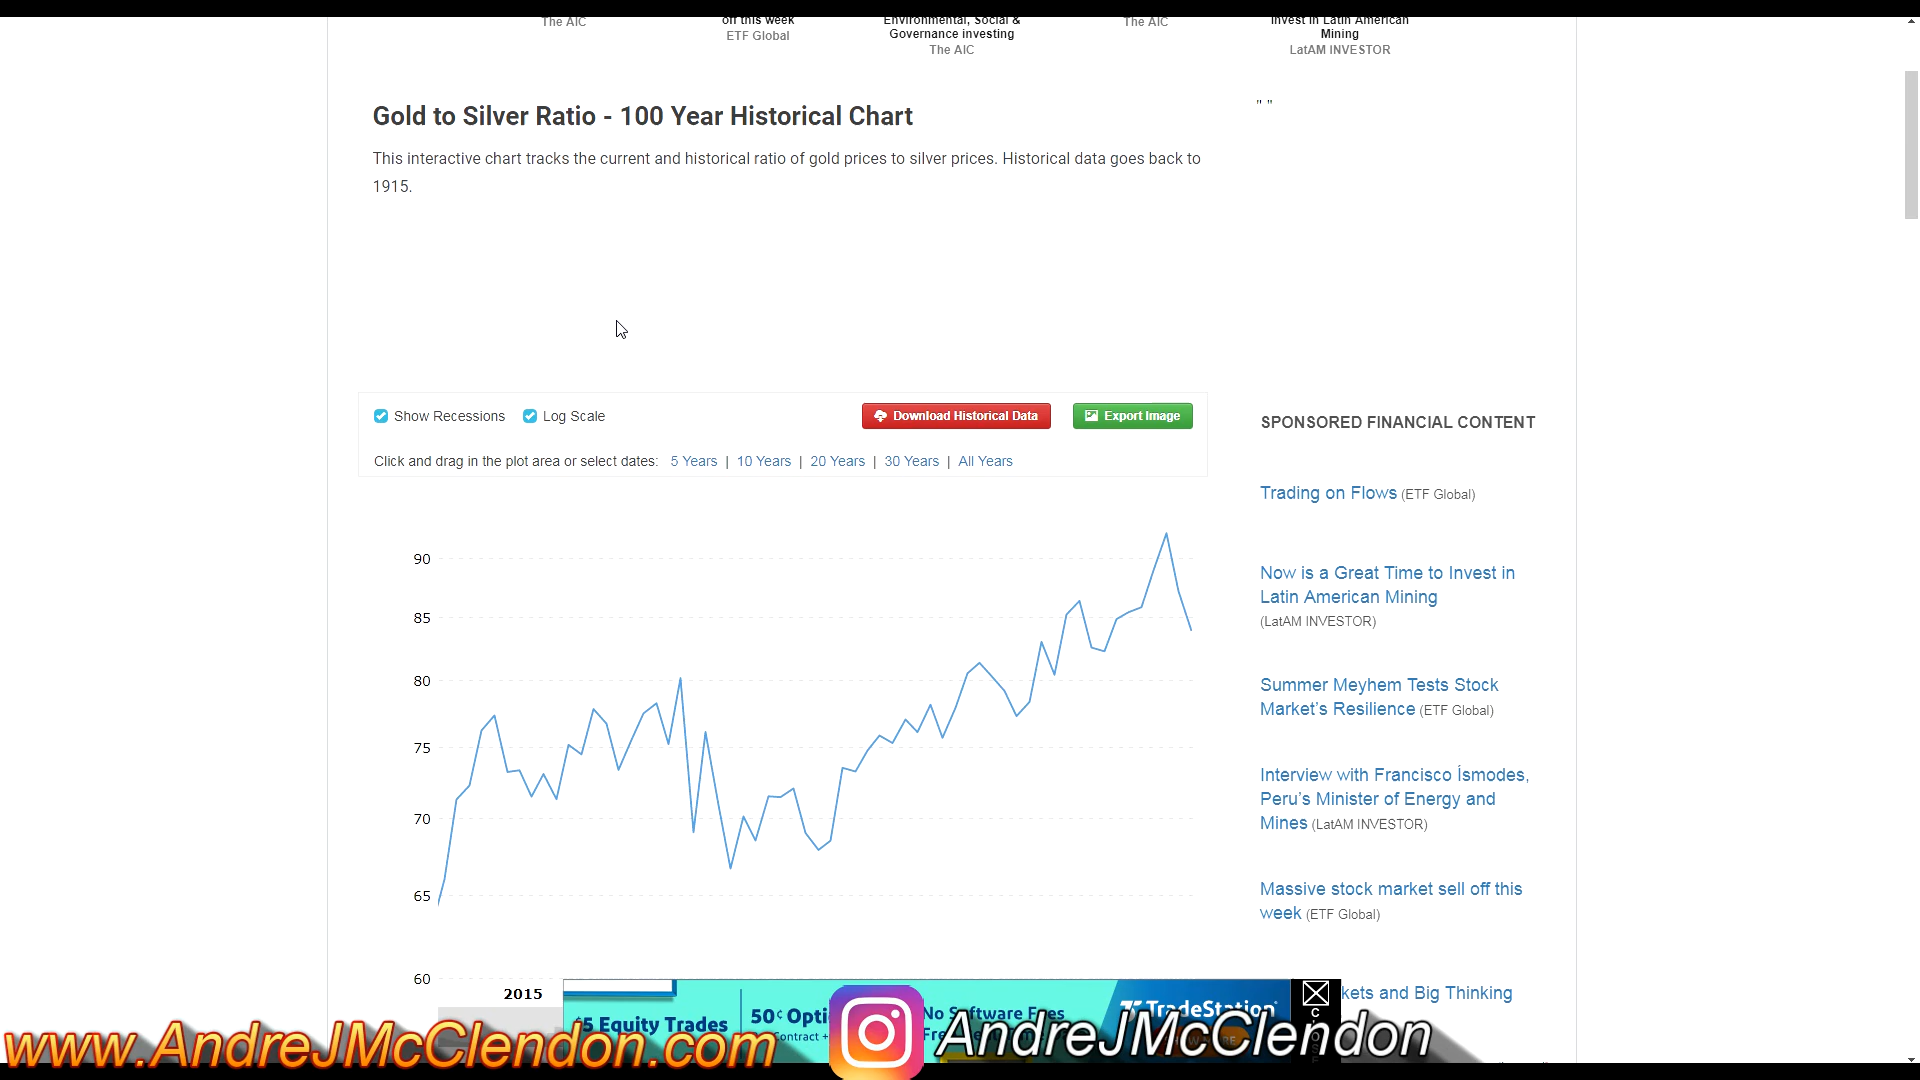 The AIC
off this week
ETF Global
Environmental, Social &
Governance investing
The AIC
The AIC
Invest in Latin American
Mining
LatAM INVESTOR
Gold to Silver Ratio - 100 Year Historical Chart
" "
This interactive chart tracks the current and historical ratio of gold prices to silver prices. Historical data goes back to
1915.
Show Recessions
Log Scale
Download Historical Data
Export Image
Click and drag in the plot area or select dates: 5 Years | 10 Years | 20 Years | 30 Years | All Years
90
85
80
75
70
65
60
2015
SPONSORED FINANCIAL CONTENT
Trading on Flows (ETF Global)
Now is a Great Time to Invest in
Latin American Mining
(LatAM INVESTOR)
Summer Meyhem Tests Stock
Market's Resilience (ETF Global)
Interview with Francisco Ísmodes,
Peru's Minister of Energy and
Mines (LatAM INVESTOR)
Massive stock market sell off this
week (ETF Global)
kets and Big Thinking
$5 Equity Trades
50¢ Opti
Contract +
No Software Fees
TradeStation
www.AndreJMcClendon.com
AndreJMcClendon